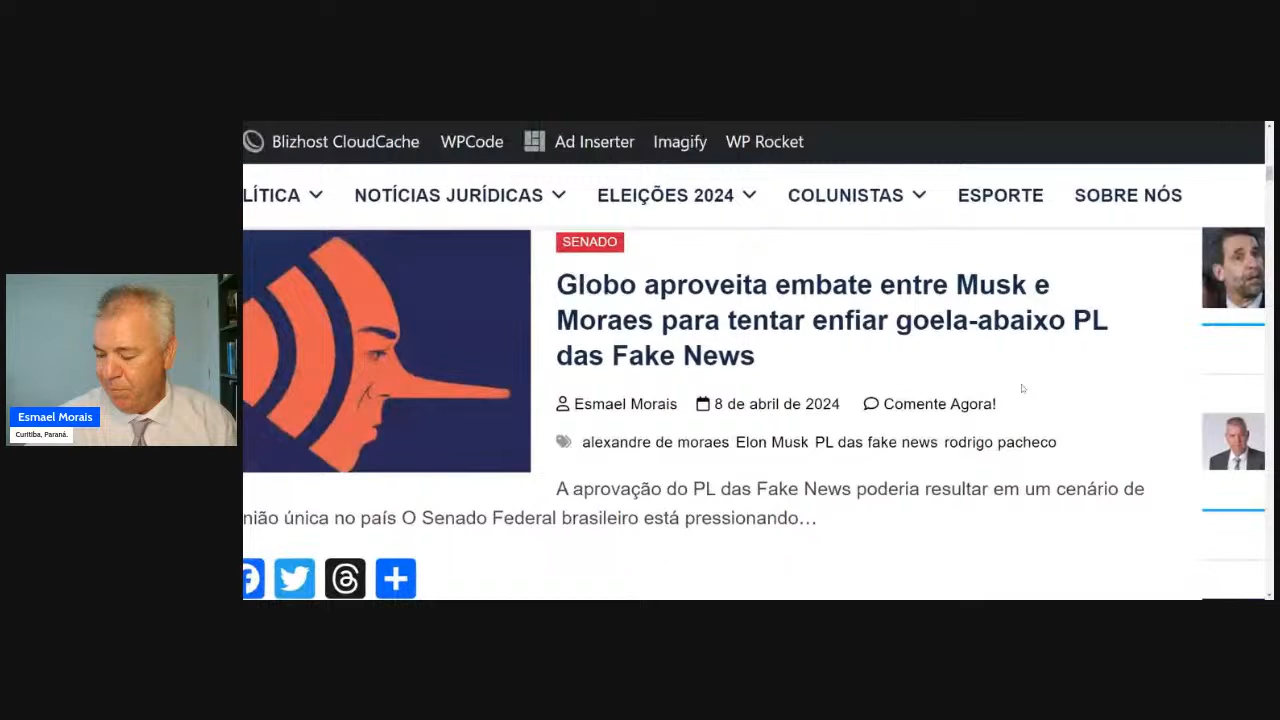 Blizhost CloudCache WPCode Ad Inserter Imagify WP Rocket
LÍTICA NOTÍCIAS JURÍDICAS ELEIÇÕES 2024 COLUNISTAS ESPORTE SOBRE NÓS
SENADO
Globo aproveita embate entre Musk e
Moraes para tentar enfiar goela-abaixo PL
das Fake News
Esmael Morais 8 de abril de 2024 Comente Agora!
alexandre de moraes Elon Musk PL das fake news rodrigo pacheco
A aprovação do PL das Fake News poderia resultar em um cenário de
nião única no país O Senado Federal brasileiro está pressionando…
Esmael Morais
Curitiba, Paraná.